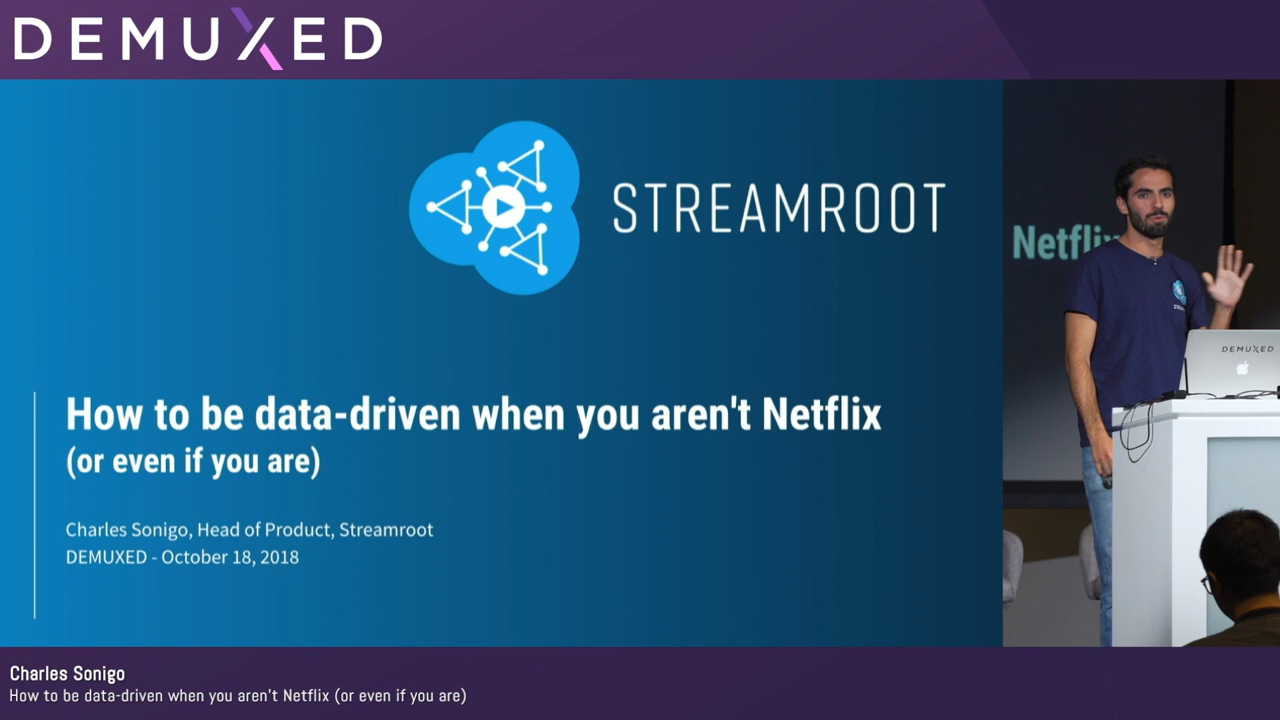 DEMUXED
STREAMROOT
How to be data-driven when you aren't Netflix
(or even if you are)
Charles Sonigo, Head of Product, Streamroot
DEMUXED - October 18, 2018
Netflix
DEMUXED
Charles Sonigo
How to be data-driven when you aren't Netflix (or even if you are)